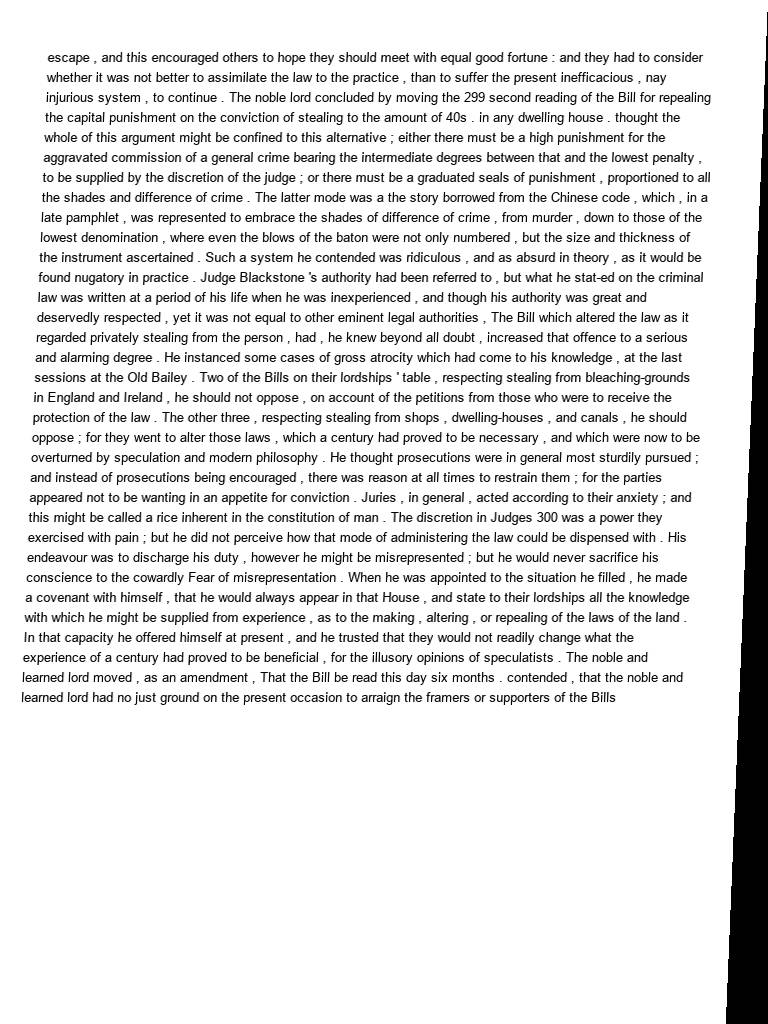 escape , and this encouraged others to hope they should meet with equal good fortune : and they had to consider
whether it was not better to assimilate the law to the practice , than to suffer the present inefficacious , nay
injurious system , to continue . The noble lord concluded by moving the 299 second reading of the Bill for repealing
the capital punishment on the conviction of stealing to the amount of 40s . in any dwelling house . thought the
whole of this argument might be confined to this alternative ; either there must be a high punishment for the
aggravated commission of a general crime bearing the intermediate degrees between that and the lowest penalty ,
to be supplied by the discretion of the judge ; or there must be a graduated seals of punishment , proportioned to all
the shades and difference of crime . The latter mode was a the story borrowed from the Chinese code , which , in a
late pamphlet , was represented to embrace the shades of difference of crime , from murder , down to those of the
lowest denomination , where even the blows of the baton were not only numbered , but the size and thickness of
the instrument ascertained . Such a system he contended was ridiculous , and as absurd in theory , as it would be
found nugatory in practice . Judge Blackstone 's authority had been referred to , but what he stat-ed on the criminal
law was written at a period of his life when he was inexperienced , and though his authority was great and
deservedly respected , yet it was not equal to other eminent legal authorities , The Bill which altered the law as it
regarded privately stealing from the person , had , he knew beyond all doubt , increased that offence to a serious
and alarming degree . He instanced some cases of gross atrocity which had come to his knowledge , at the last
sessions at the Old Bailey . Two of the Bills on their lordships ' table , respecting stealing from bleaching-grounds
in England and Ireland , he should not oppose , on account of the petitions from those who were to receive the
protection of the law . The other three , respecting stealing from shops , dwelling-houses , and canals , he should
oppose ; for they went to alter those laws , which a century had proved to be necessary , and which were now to be
overturned by speculation and modern philosophy . He thought prosecutions were in general most sturdily pursued ;
and instead of prosecutions being encouraged , there was reason at all times to restrain them ; for the parties
appeared not to be wanting in an appetite for conviction . Juries , in general , acted according to their anxiety ; and
this might be called a rice inherent in the constitution of man . The discretion in Judges 300 was a power they
exercised with pain ; but he did not perceive how that mode of administering the law could be dispensed with . His
endeavour was to discharge his duty , however he might be misrepresented ; but he would never sacrifice his
conscience to the cowardly Fear of misrepresentation . When he was appointed to the situation he filled , he made
a covenant with himself , that he would always appear in that House , and state to their lordships all the knowledge
with which he might be supplied from experience , as to the making , altering , or repealing of the laws of the land .
In that capacity he offered himself at present , and he trusted that they would not readily change what the
experience of a century had proved to be beneficial , for the illusory opinions of speculatists . The noble and
learned lord moved , as an amendment , That the Bill be read this day six months . contended , that the noble and
learned lord had no just ground on the present occasion to arraign the framers or supporters of the Bills